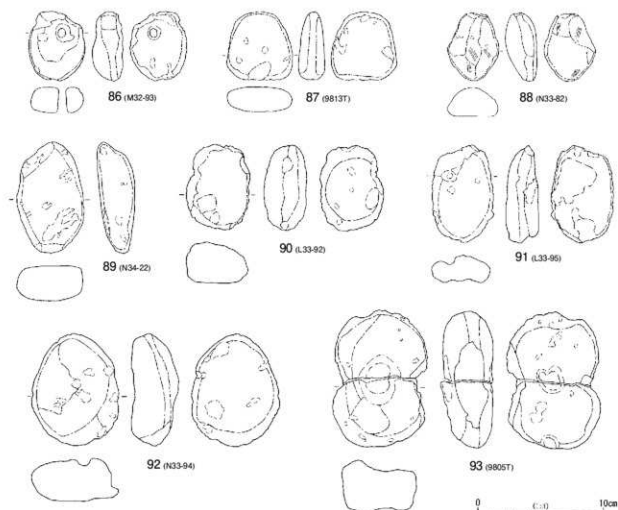 86 (M32-93)
87 (9813T)
88 (N33-82)
89 (N34-22)
90 (L33-92)
91 (L33-95)
92 (N33-94)
93 (9805T)
0 10cm